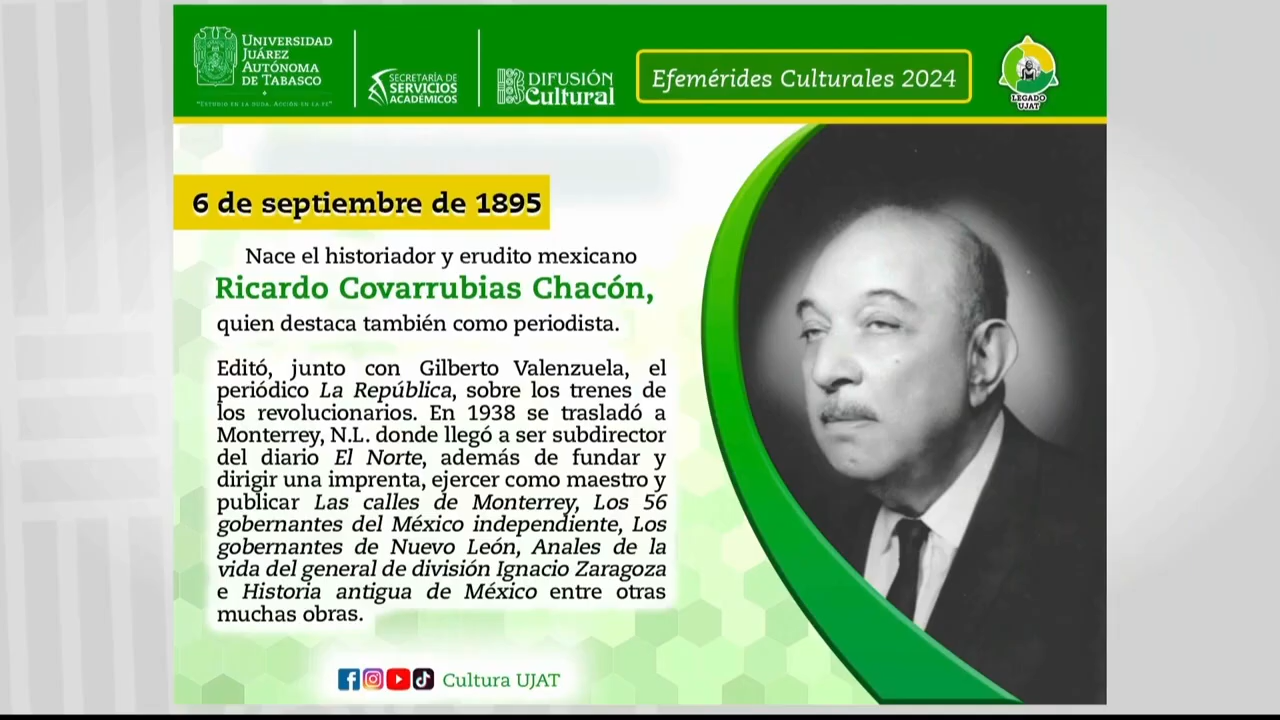 UNIVERSIDAD
JUÁREZ
AUTÓNOMA
DE TABASCO
"ESTUDIO EN LA DUDA. ACCIÓN EN LA FE"
SECRETARÍA DE
SERVICIOS
ACADÉMICOS
DIFUSIÓN
Cultural
Efemérides Culturales 2024
LEGADO
UJAT
6 de septiembre de 1895
Nace el historiador y erudito mexicano
Ricardo Covarrubias Chacón,
quien destaca también como periodista.
Editó, junto con Gilberto Valenzuela, el
periódico La República, sobre los trenes de
los revolucionarios. En 1938 se trasladó a
Monterrey, N.L. donde llegó a ser subdirector
del diario El Norte, además de fundar y
dirigir una imprenta, ejercer como maestro y
publicar Las calles de Monterrey, Los 56
gobernantes del México independiente, Los
gobernantes de Nuevo León, Anales de la
vida del general de división Ignacio Zaragoza
e Historia antigua de México entre otras
muchas obras.
Cultura UJAT